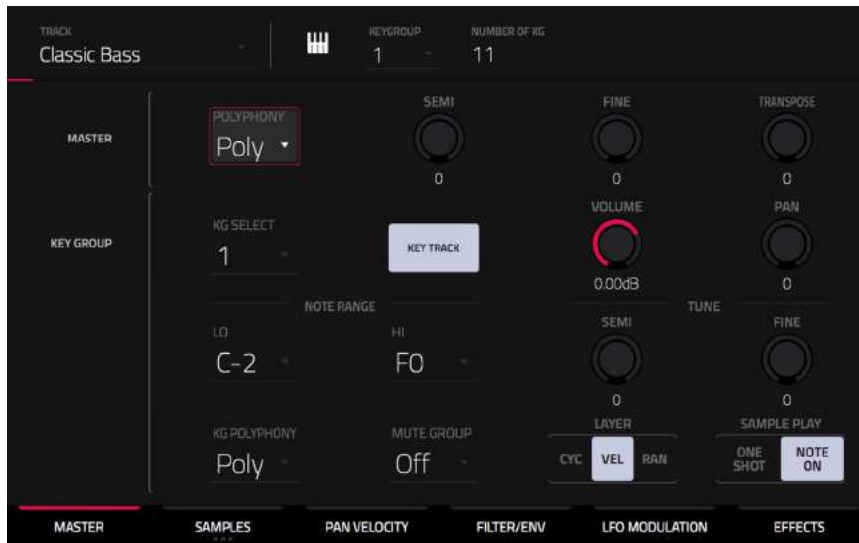 TRACK
Classic Bass
KEYGROUP
1
NUMBER OF KG
11
MASTER
POLYPHONY
Poly
SEMI
0
FINE
0
TRANSPOSE
0
KEY GROUP
KG SELECT
1
KEY TRACK
VOLUME
0.00dB
PAN
0
NOTE RANGE
TUNE
LO
C-2
HI
F0
SEMI
0
FINE
0
KG POLYPHONY
Poly
MUTE GROUP
Off
LAYER
CYC VEL RAN
SAMPLE PLAY
ONE
SHOT
NOTE
ON
MASTER SAMPLES PAN VELOCITY FILTER/ENV LFO MODULATION EFFECTS